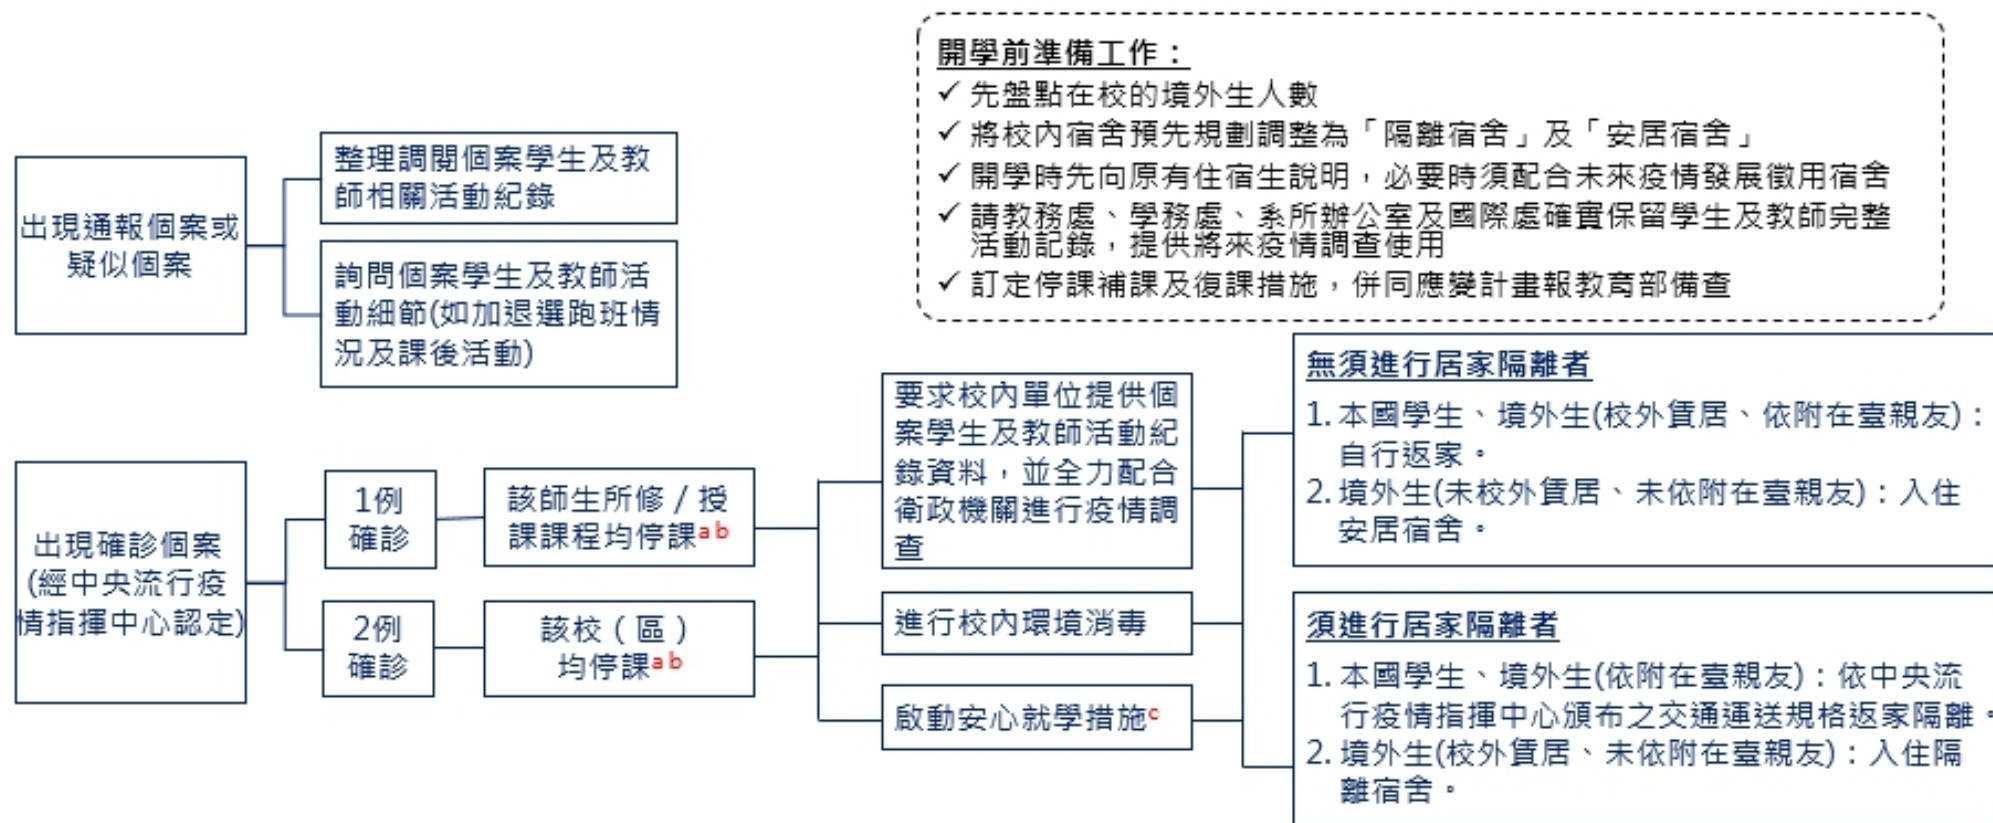 開學前準備工作：
✓ 先盤點在校的境外生人數
✓ 將校內宿舍預先規劃調整為「隔離宿舍」及「安居宿舍」
✓ 開學時先向原有住宿生說明，必要時須配合未來疫情發展徵用宿舍
✓ 請教務處、學務處、系所辦公室及國際處確實保留學生及教師完整
活動記錄，提供將來疫情調查使用
✓ 訂定停課補課及復課措施，併同應變計畫報教育部備查
出現通報個案或
疑似個案
整理調閱個案學生及教
師相關活動紀錄
詢問個案學生及教師活
動細節(如加退選跑班情
況及課後活動)
出現確診個案
(經中央流行疫
情指揮中心認定)
1例
確診
該師生所修／授
課課程均停課ab
2例
確診
該校（區）
均停課ab
要求校內單位提供個
案學生及教師活動紀
錄資料，並全力配合
衛政機關進行疫情調
查
進行校內環境消毒
啟動安心就學措施c
無須進行居家隔離者
1. 本國學生、境外生(校外賃居、依附在臺親友)：
自行返家。
2. 境外生(未校外賃居、未依附在臺親友)：入住
安居宿舍。
須進行居家隔離者
1. 本國學生、境外生(依附在臺親友)：依中央流
行疫情指揮中心頒布之交通運送規格返家隔離。
2. 境外生(校外賃居、未依附在臺親友)：入住隔
離宿舍。